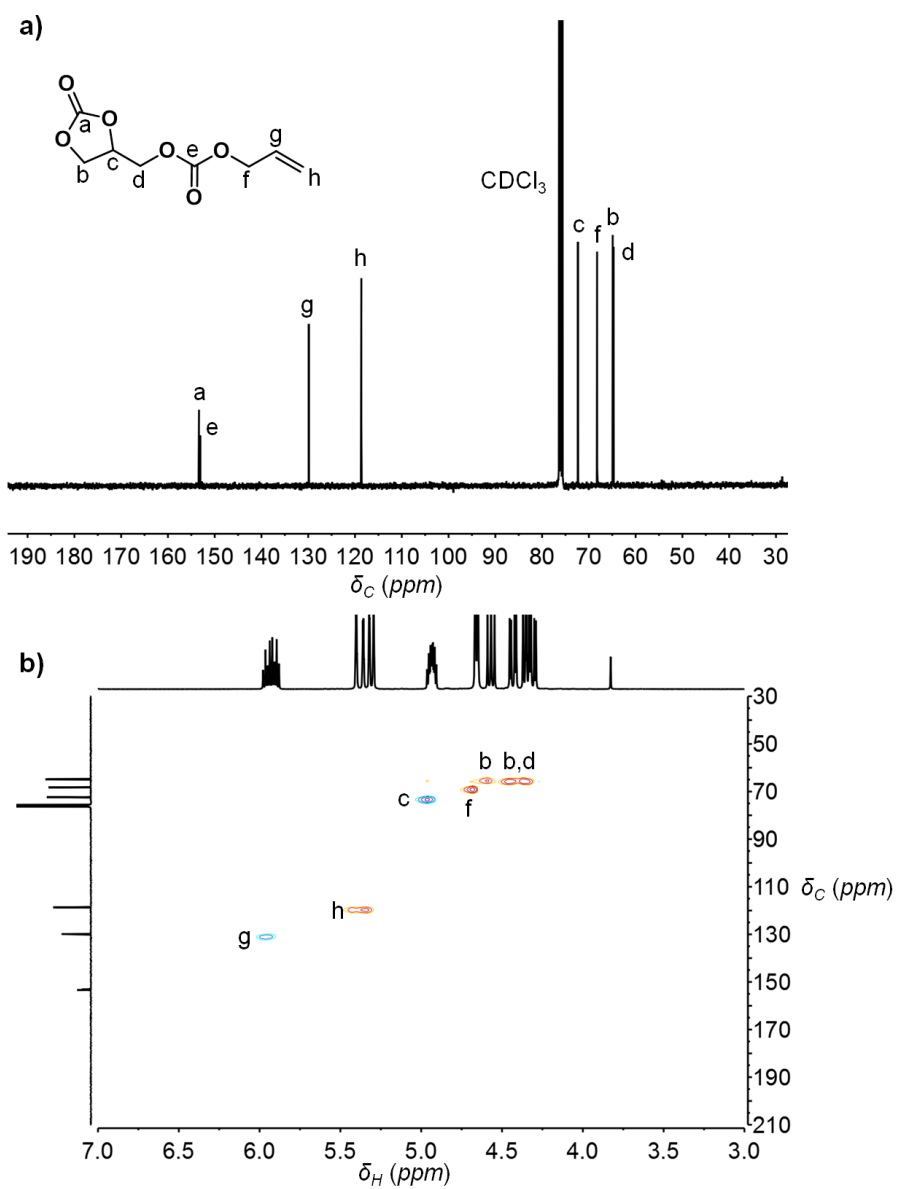 a)
O
a
O
O
b
c
d
O
e
O
O
f
g
h
CDCl3
a
e
g
h
c
f
b
d
190 180 170 160 150 140 130 120 110 100 90 80 70 60 50 40 30
δC (ppm)
b)
b
b,d
c
f
h
g
30
50
70
90
110
130
150
170
190
210
δC (ppm)
7.0 6.5 6.0 5.5 5.0 4.5 4.0 3.5 3.0
δH (ppm)